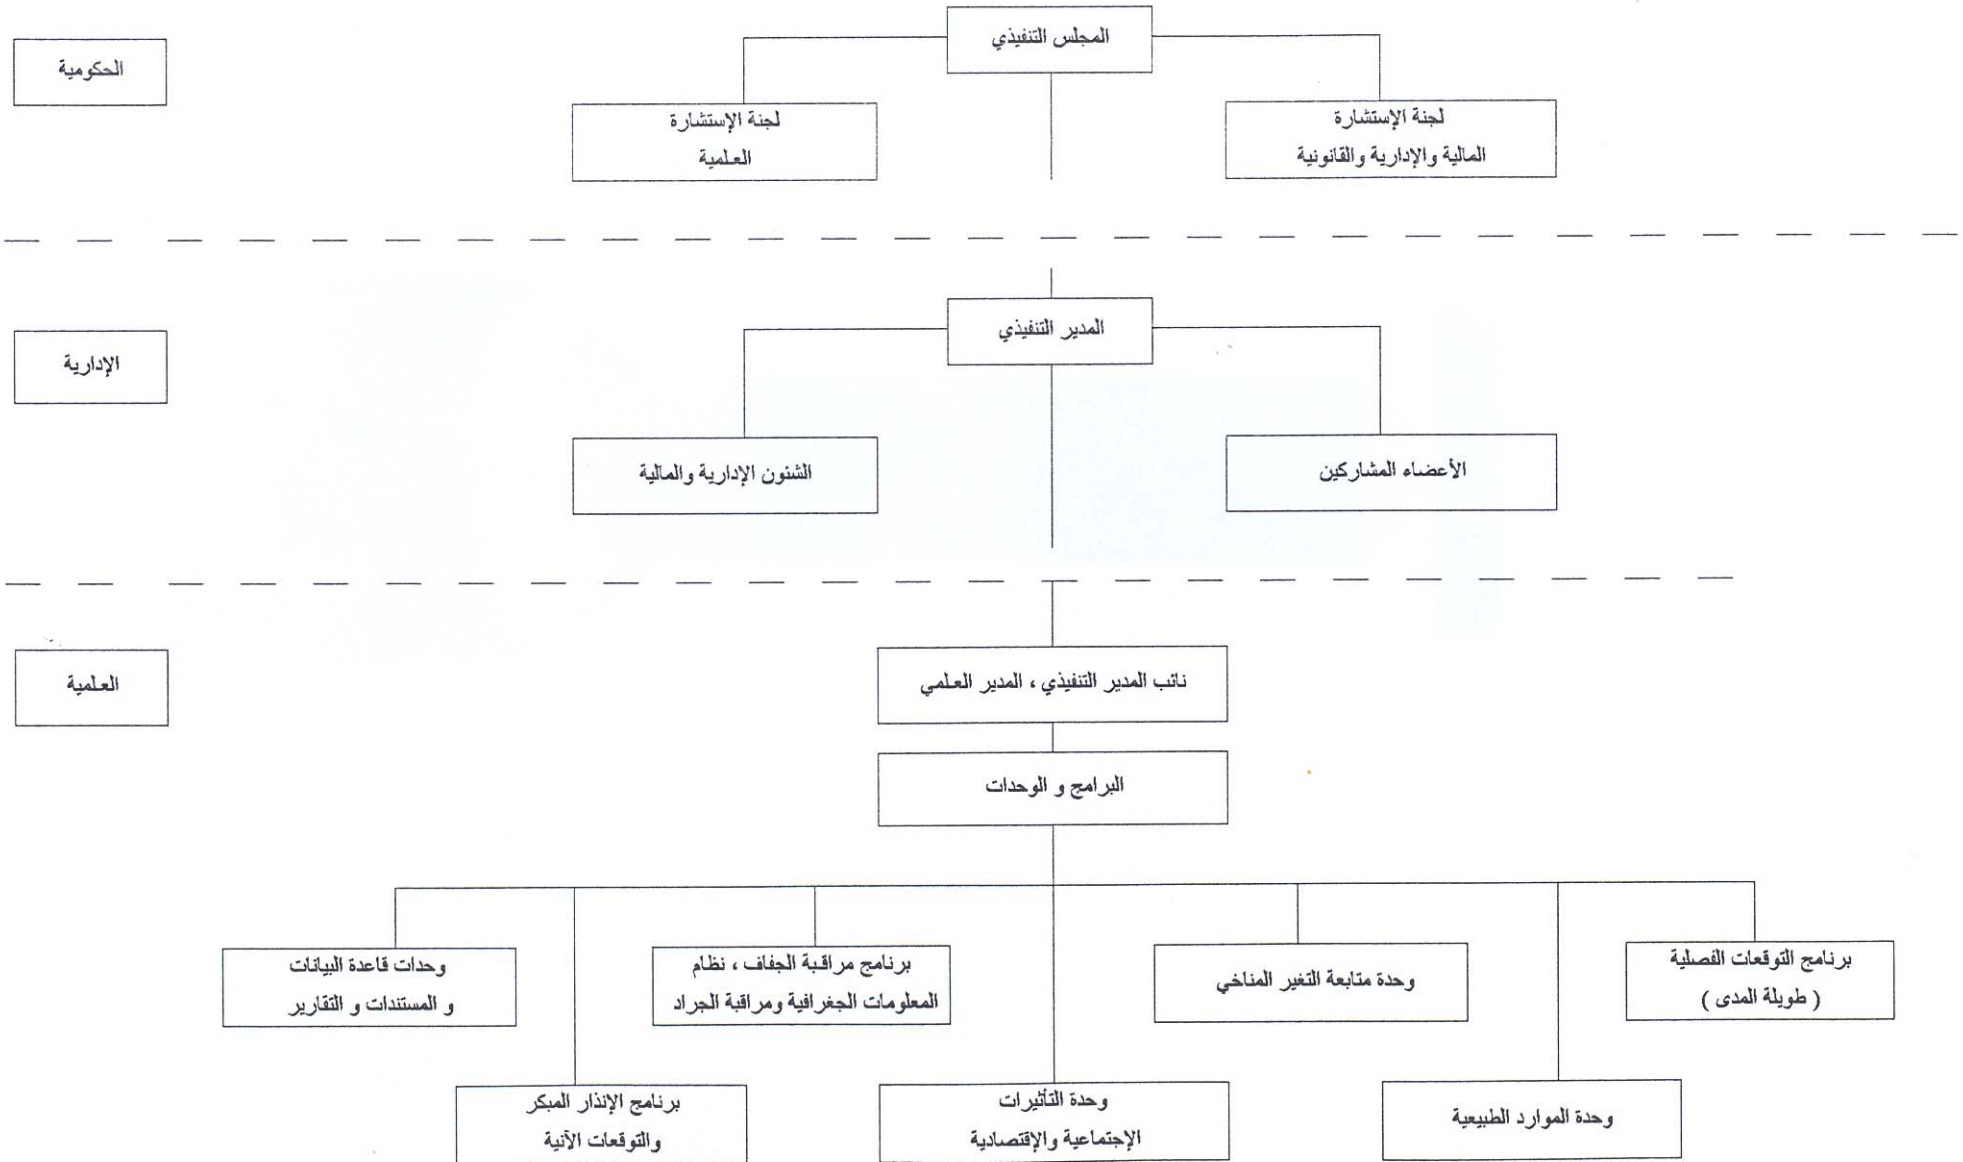 المجلس التنفيذي
الحكومية
لجنة الإستشارة
المالية والإدارية والقانونية
لجنة الإستشارة
العلمية
المدير التنفيذي
الإدارية
الأعضاء المشاركين
الشئون الإدارية والمالية
العلمية
نائب المدير التنفيذي ، المدير العلمي
البرامج و الوحدات
برنامج التوقعات الفصلية
( طويلة المدى )
وحدة متابعة التغير المناخي
برنامج مراقبة الجفاف ، نظام
المعلومات الجغرافية ومراقبة الجراد
وحدات قاعدة البيانات
و المستندات و التقارير
وحدة الموارد الطبيعية
وحدة التأثيرات
الإجتماعية والإقتصادية
برنامج الإنذار المبكر
والتوقعات الآنية